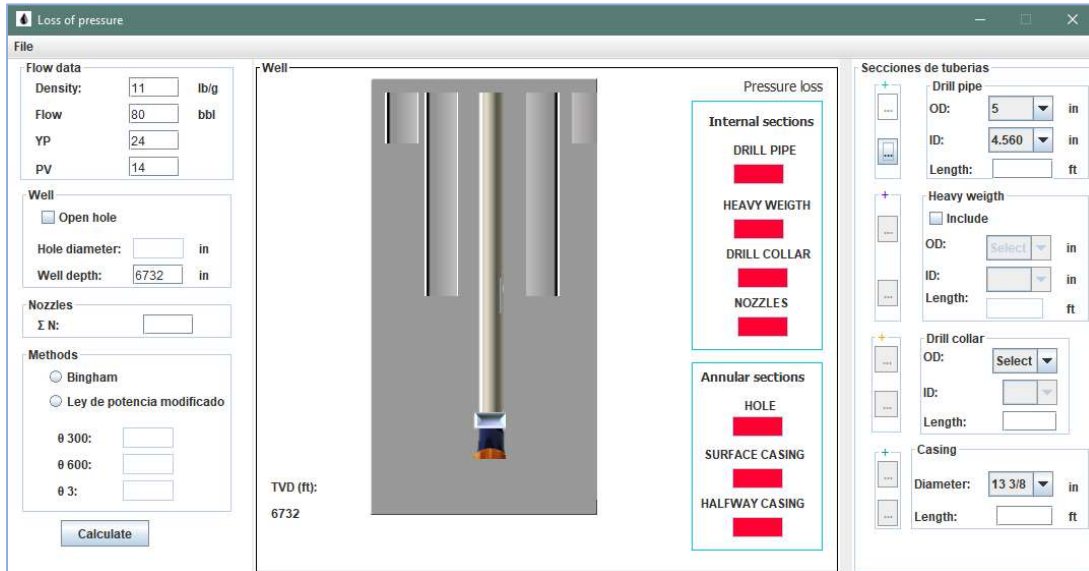 Loss of pressure
File
Flow data
Density: 11 lb/g
Flow 80 bbl
YP 24
PV 14
Well
Open hole
Hole diameter: in
Well depth: 6732 in
Nozzles
Σ N:
Methods
Bingham
Ley de potencia modificado
θ 300:
θ 600:
θ 3:
Calculate
Well
TVD (ft):
6732
Pressure loss
Internal sections
DRILL PIPE
HEAVY WEIGTH
DRILL COLLAR
NOZZLES
Annular sections
HOLE
SURFACE CASING
HALFWAY CASING
Secciones de tuberias
+
...
...
Drill pipe
OD: 5 in
ID: 4.560 in
Length: ft
+
...
...
Heavy weigth
Include
OD: Select in
ID: in
Length: ft
+
...
...
Drill collar
OD: Select
ID:
Length:
+
...
...
Casing
Diameter: 13 3/8 in
Length: ft